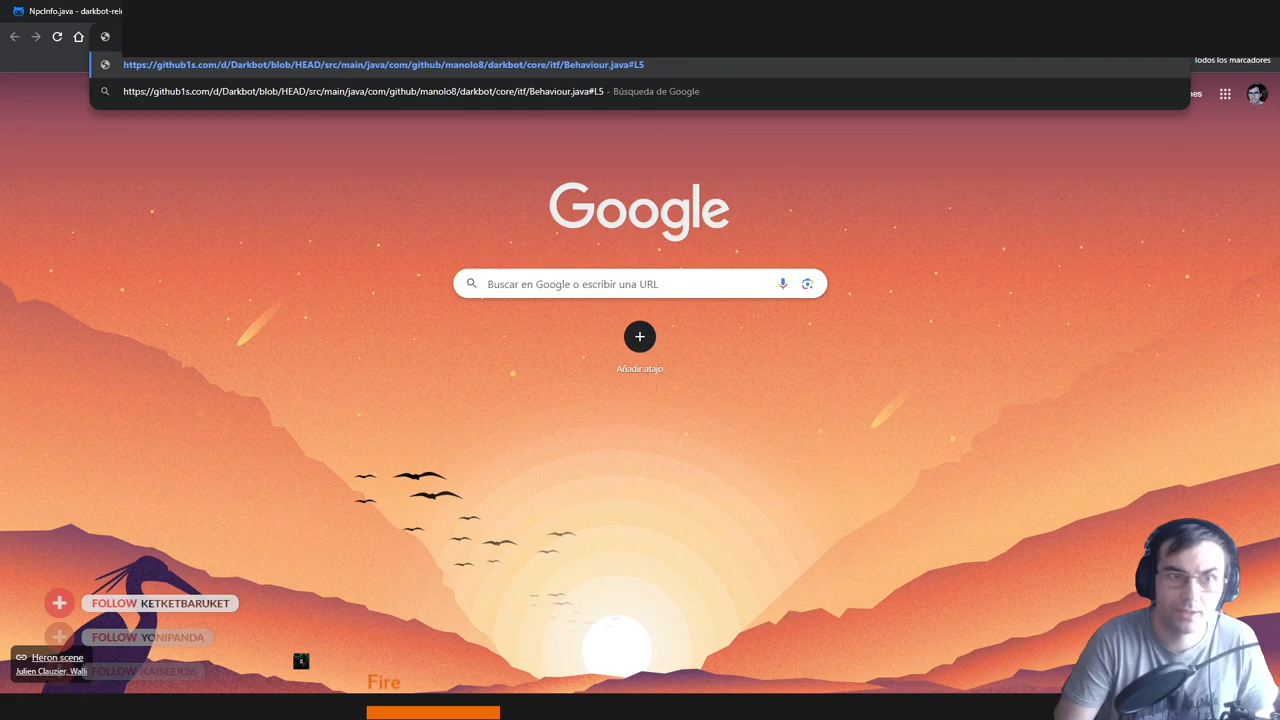 NpcInfo.java - darkbot-rel
https://github1s.com/d/Darkbot/blob/HEAD/src/main/java/com/github/manolo8/darkbot/core/itf/Behaviour.java#L5
https://github1s.com/d/Darkbot/blob/HEAD/src/main/java/com/github/manolo8/darkbot/core/itf/Behaviour.java#L5 - Búsqueda de Google
Todos los marcadores
nes
Google
Buscar en Google o escribir una URL
Añadir atajo
FOLLOW KETKETBARUKET
FOLLOW YONIPANDA
FOLLOW KAISEER26
Heron scene
Julien Clauzier, Walli
Fire